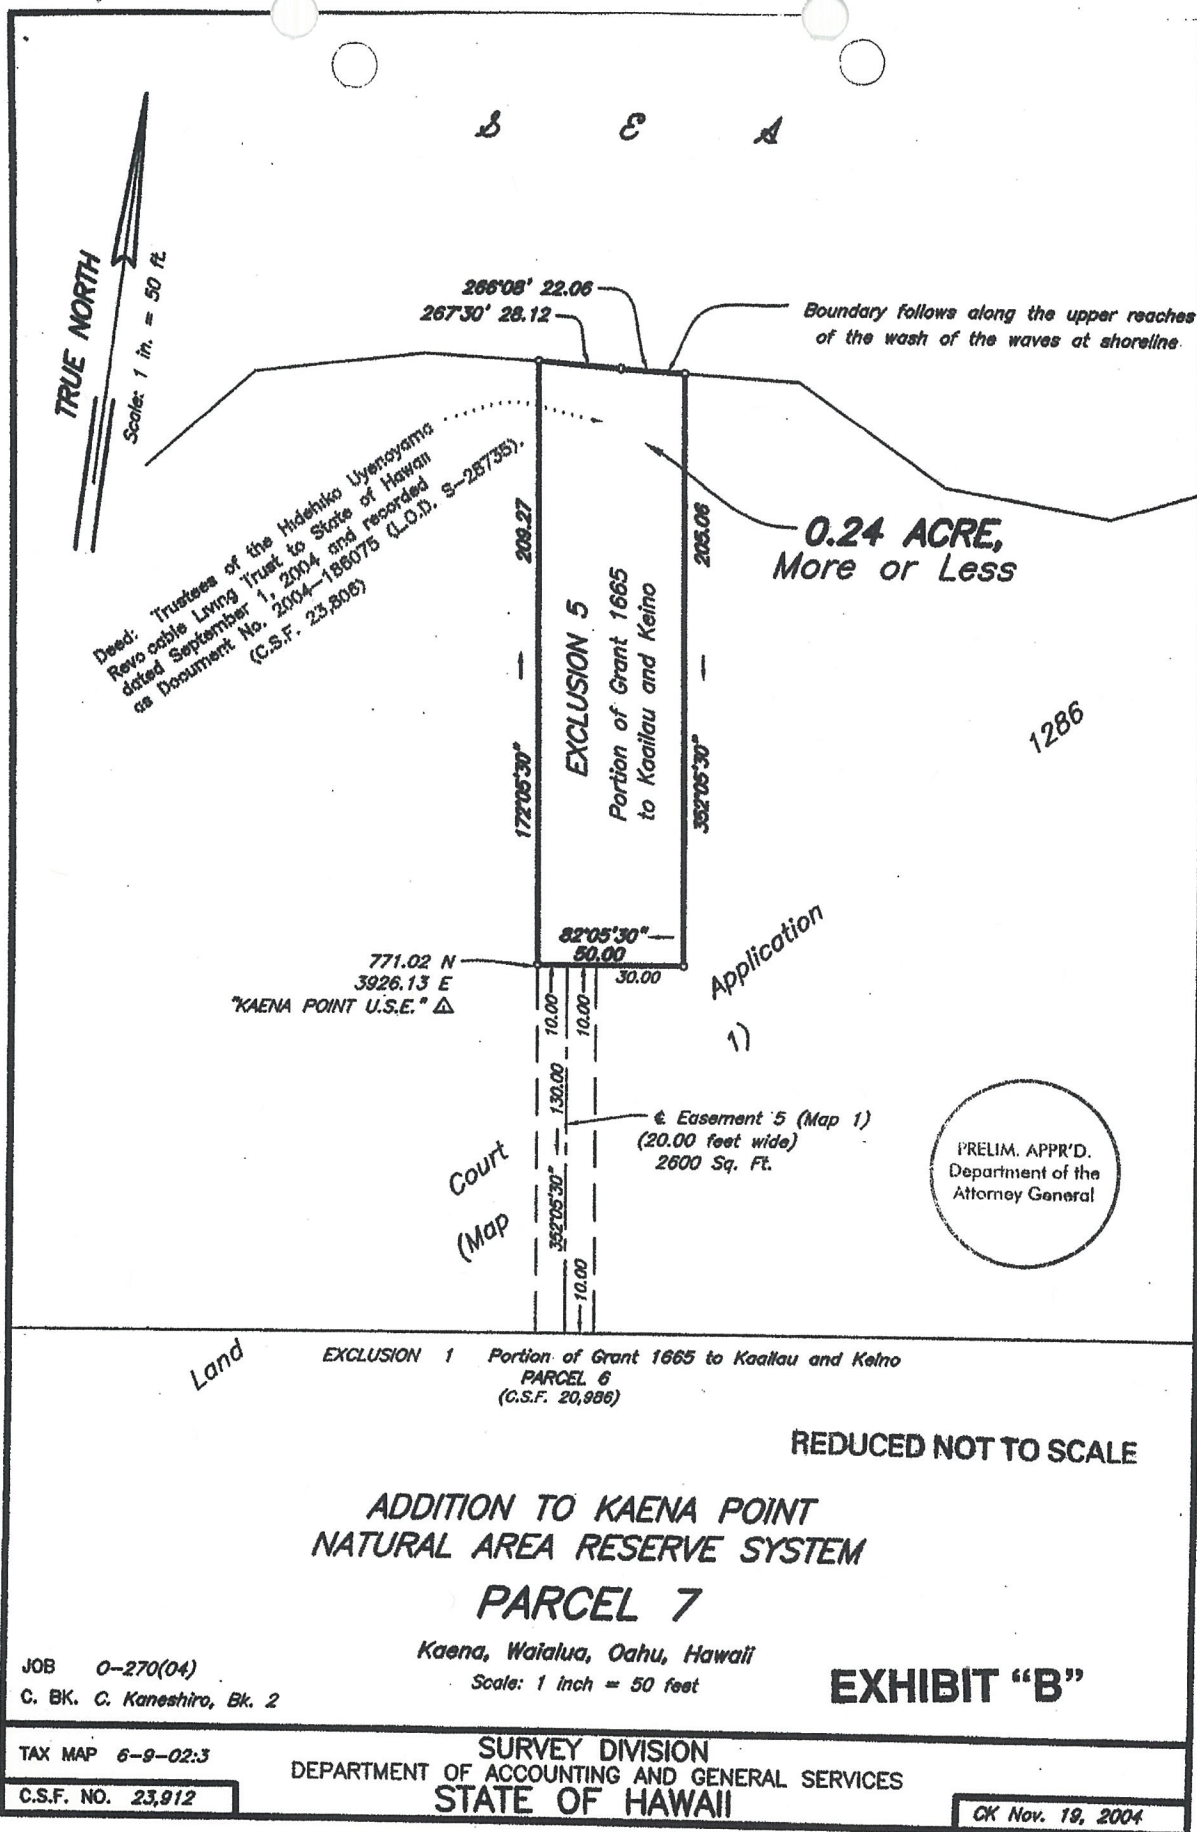 S E A
TRUE NORTH
Scale: 1 in. = 50 ft.
266°08' 22.06
267°30' 28.12
Boundary follows along the upper reaches
of the wash of the waves at shoreline
Deed: Trustees of the Hidehiko Uyenoyama
Revocable Living Trust to State of Hawaii
dated September 1, 2004 and recorded
as Document No. 2004-186075 (L.O.D. S-28735).
(C.S.F. 23,806)
209.27
172°05'30"
EXCLUSION 5
Portion of Grant 1665
to Kaailau and Keino
205.06
352°05'30"
0.24 ACRE,
More or Less
1286
82°05'30"
50.00
30.00
771.02 N
3926.13 E
"KAENA POINT U.S.E."
Application
1)
10.00
10.00
130.00
352°05'30"
10.00
℄ Easement 5 (Map 1)
(20.00 feet wide)
2600 Sq. Ft.
Court
(Map
PRELIM. APPR'D.
Department of the
Attorney General
Land
EXCLUSION 1 Portion of Grant 1665 to Kaailau and Keino
PARCEL 6
(C.S.F. 20,986)
REDUCED NOT TO SCALE
ADDITION TO KAENA POINT
NATURAL AREA RESERVE SYSTEM
PARCEL 7
Kaena, Waialua, Oahu, Hawaii
Scale: 1 inch = 50 feet
JOB O-270(04)
C. BK. C. Kaneshiro, Bk. 2
EXHIBIT "B"
TAX MAP 6-9-02:3
C.S.F. NO. 23,912
SURVEY DIVISION
DEPARTMENT OF ACCOUNTING AND GENERAL SERVICES
STATE OF HAWAII
CK Nov. 19, 2004